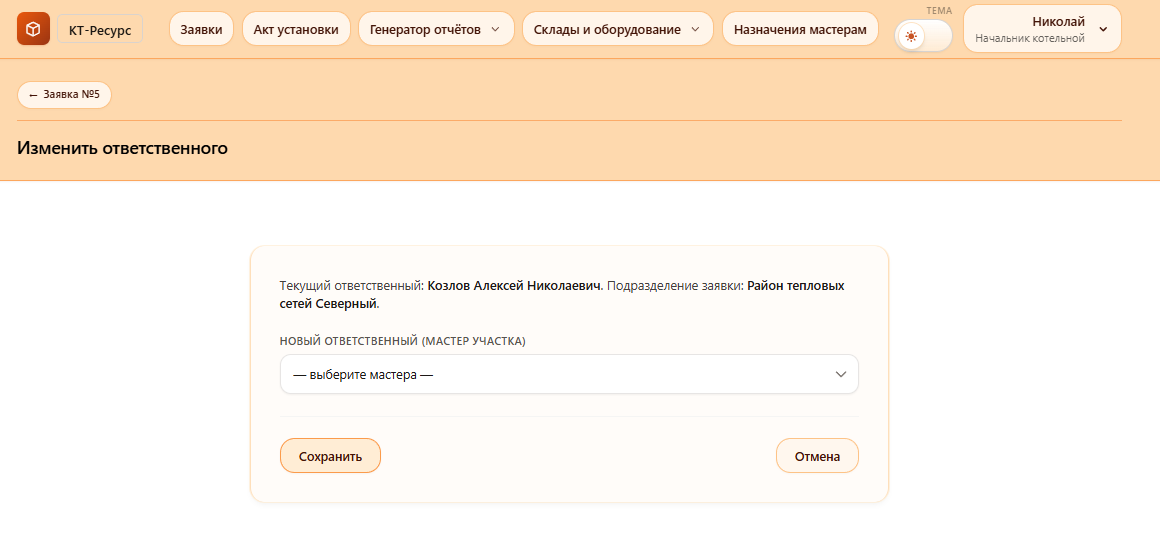 КТ-Ресурс
Заявки
Акт установки
Генератор отчётов
Склады и оборудование
Назначения мастерам
ТЕМА
Николай
Начальник котельной
← Заявка №5
Изменить ответственного
Текущий ответственный: Козлов Алексей Николаевич. Подразделение заявки: Район тепловых
сетей Северный.
НОВЫЙ ОТВЕТСТВЕННЫЙ (МАСТЕР УЧАСТКА)
— выберите мастера —
Сохранить
Отмена